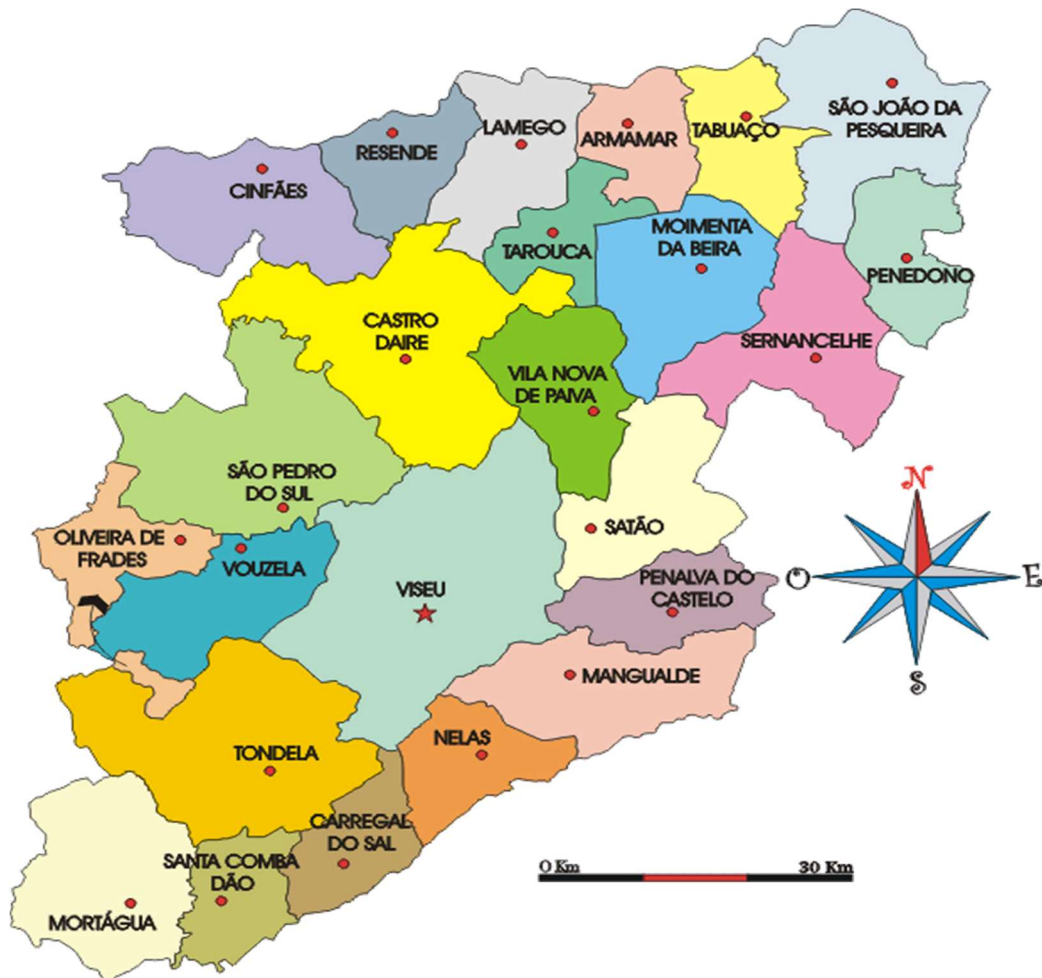 SÃO JOÃO DA
PESQUEIRA
LAMEGO
ARMAMAR
TABUAÇO
RESENDE
CINFÃES
TAROUCA
MOIMENTA
DA BEIRA
PENEDONO
CASTRO
DAIRE
SERNANCELHE
VILA NOVA
DE PAIVA
SÃO PEDRO
DO SUL
N
OLIVEIRA DE
FRADES
VOUZELA
SATÃO
VISEU
PENALVA DO
CASTELO
O
E
S
MANGUALDE
TONDELA
NELAS
CARREGAL
DO SAL
SANTA COMBA
DÃO
MORTÁGUA
0 Km
30 Km